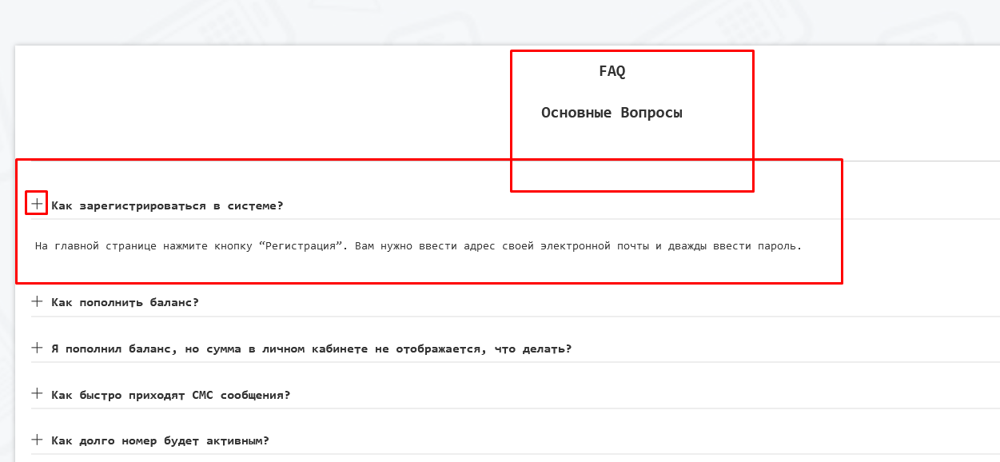 FAQ
Основные Вопросы
Как зарегистрироваться в системе?
На главной странице нажмите кнопку “Регистрация”. Вам нужно ввести адрес своей электронной почты и дважды ввести пароль.
Как пополнить баланс?
Я пополнил баланс, но сумма в личном кабинете не отображается, что делать?
Как быстро приходят СМС сообщения?
Как долго номер будет активным?